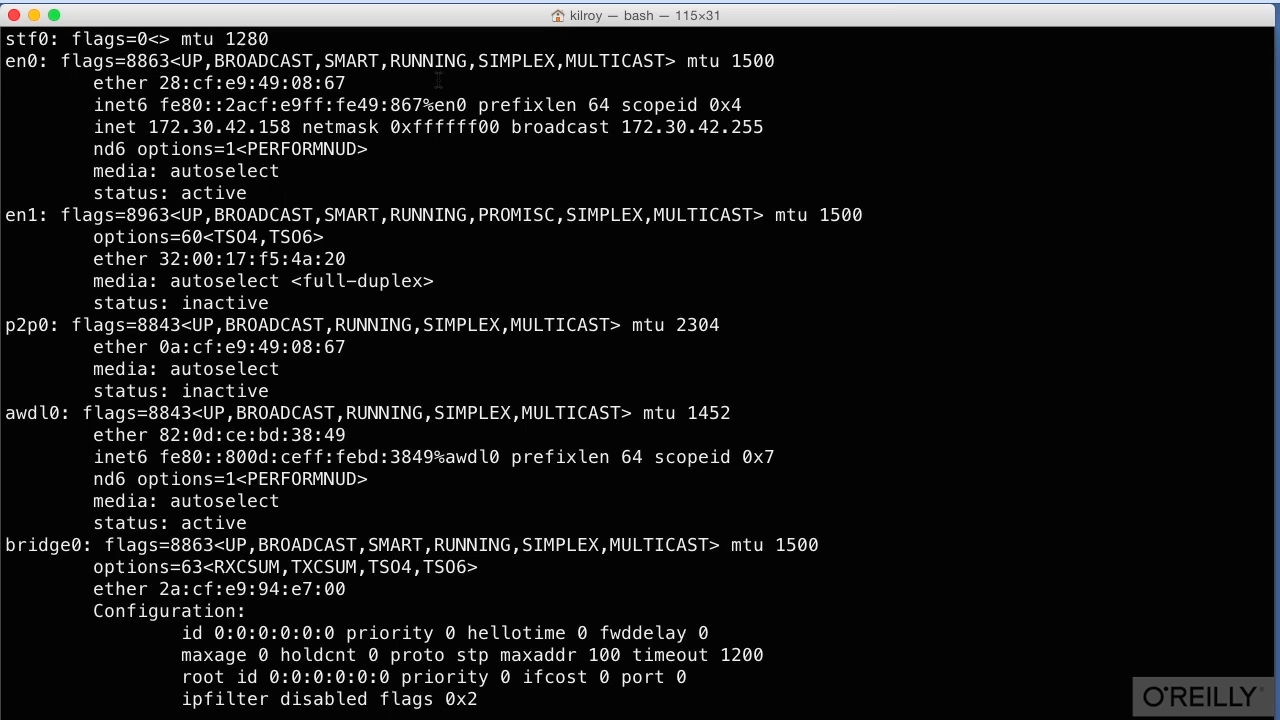 kilroy — bash — 115×31
stf0: flags=0<> mtu 1280
en0: flags=8863<UP,BROADCAST,SMART,RUNNING,SIMPLEX,MULTICAST> mtu 1500
ether 28:cf:e9:49:08:67
inet6 fe80::2acf:e9ff:fe49:867%en0 prefixlen 64 scopeid 0x4
inet 172.30.42.158 netmask 0xffffff00 broadcast 172.30.42.255
nd6 options=1<PERFORMNUD>
media: autoselect
status: active
en1: flags=8963<UP,BROADCAST,SMART,RUNNING,PROMISC,SIMPLEX,MULTICAST> mtu 1500
options=60<TSO4,TSO6>
ether 32:00:17:f5:4a:20
media: autoselect <full-duplex>
status: inactive
p2p0: flags=8843<UP,BROADCAST,RUNNING,SIMPLEX,MULTICAST> mtu 2304
ether 0a:cf:e9:49:08:67
media: autoselect
status: inactive
awdl0: flags=8843<UP,BROADCAST,RUNNING,SIMPLEX,MULTICAST> mtu 1452
ether 82:0d:ce:bd:38:49
inet6 fe80::800d:ceff:febd:3849%awdl0 prefixlen 64 scopeid 0x7
nd6 options=1<PERFORMNUD>
media: autoselect
status: active
bridge0: flags=8863<UP,BROADCAST,SMART,RUNNING,SIMPLEX,MULTICAST> mtu 1500
options=63<RXCSUM,TXCSUM,TSO4,TSO6>
ether 2a:cf:e9:94:e7:00
Configuration:
id 0:0:0:0:0:0 priority 0 hellotime 0 fwddelay 0
maxage 0 holdcnt 0 proto stp maxaddr 100 timeout 1200
root id 0:0:0:0:0:0 priority 0 ifcost 0 port 0
ipfilter disabled flags 0x2
O'REILLY®